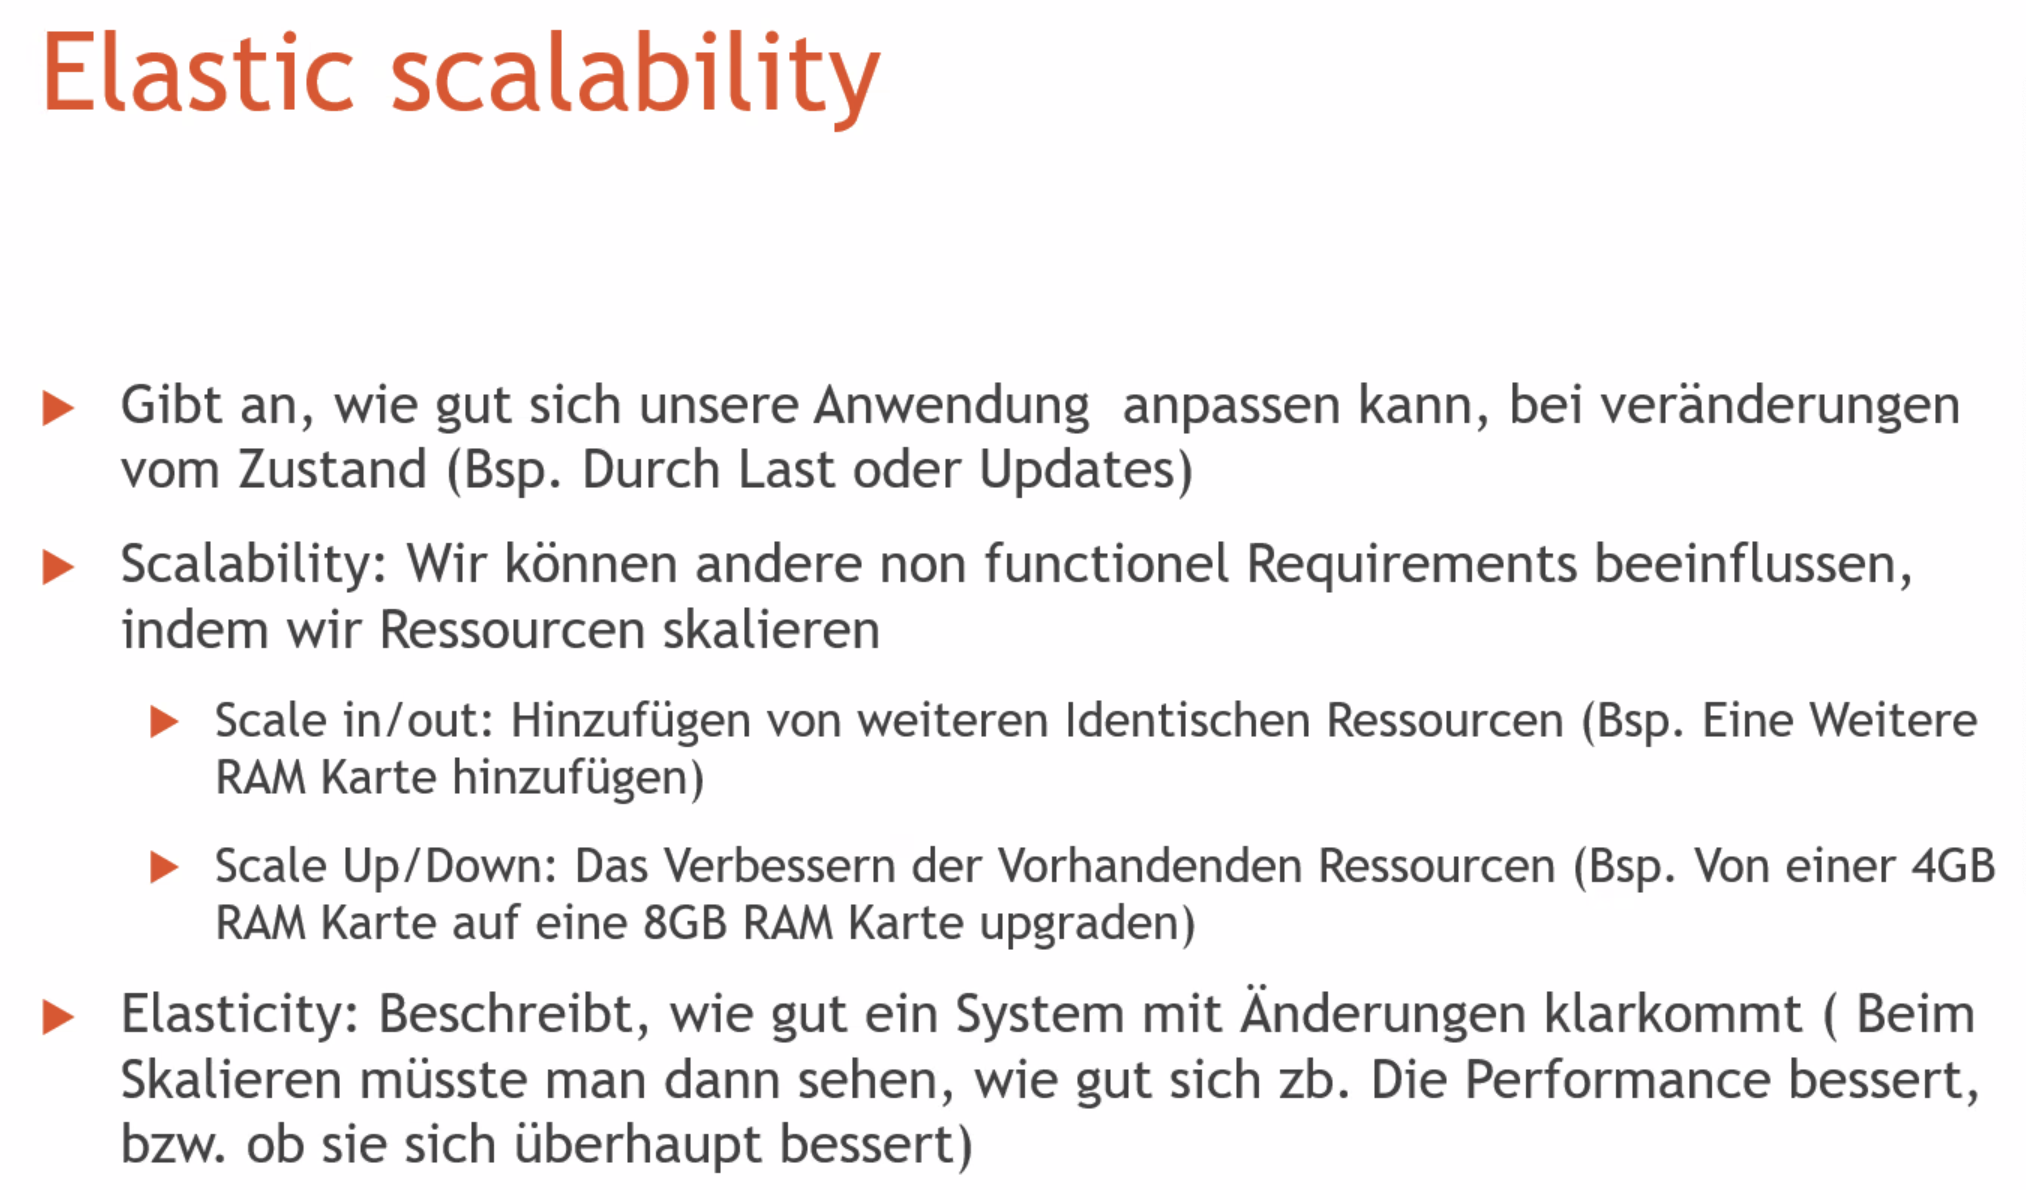 Elastic scalability
Gibt an, wie gut sich unsere Anwendung  anpassen kann, bei veränderungen
vom Zustand (Bsp. Durch Last oder Updates)
Scalability: Wir können andere non functionel Requirements beeinflussen,
indem wir Ressourcen skalieren
Scale in/out: Hinzufügen von weiteren Identischen Ressourcen (Bsp. Eine Weitere
RAM Karte hinzufügen)
Scale Up/Down: Das Verbessern der Vorhandenden Ressourcen (Bsp. Von einer 4GB
RAM Karte auf eine 8GB RAM Karte upgraden)
Elasticity: Beschreibt, wie gut ein System mit Änderungen klarkommt ( Beim
Skalieren müsste man dann sehen, wie gut sich zb. Die Performance bessert,
bzw. ob sie sich überhaupt bessert)